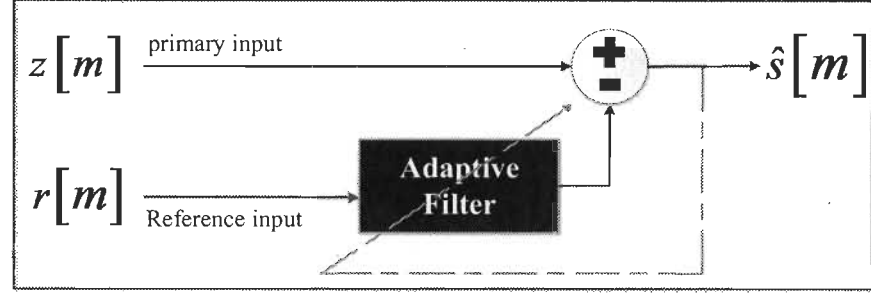 z[m]
primary input
+
-
ŝ[m]
Adaptive
Filter
r[m]
Reference input